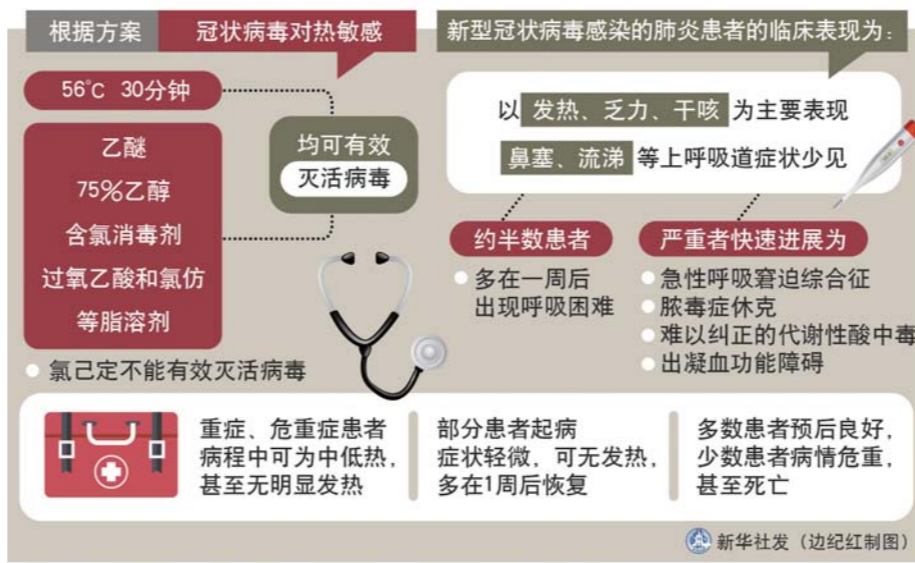 根据方案
冠状病毒对热敏感
56℃ 30分钟
乙醚
75%乙醇
含氯消毒剂
过氧乙酸和氯仿
等脂溶剂
均可有效
灭活病毒
氯己定不能有效灭活病毒
新型冠状病毒感染的肺炎患者的临床表现为：
以 发热、乏力、干咳 为主要表现
鼻塞、流涕 等上呼吸道症状少见
约半数患者
多在一周后
出现呼吸困难
严重者快速进展为
急性呼吸窘迫综合征
脓毒症休克
难以纠正的代谢性酸中毒
出凝血功能障碍
重症、危重症患者
病程中可为中低热，
甚至无明显发热
部分患者起病
症状轻微，可无发热，
多在1周后恢复
多数患者预后良好，
少数患者病情危重，
甚至死亡
新华社发（边纪红制图）